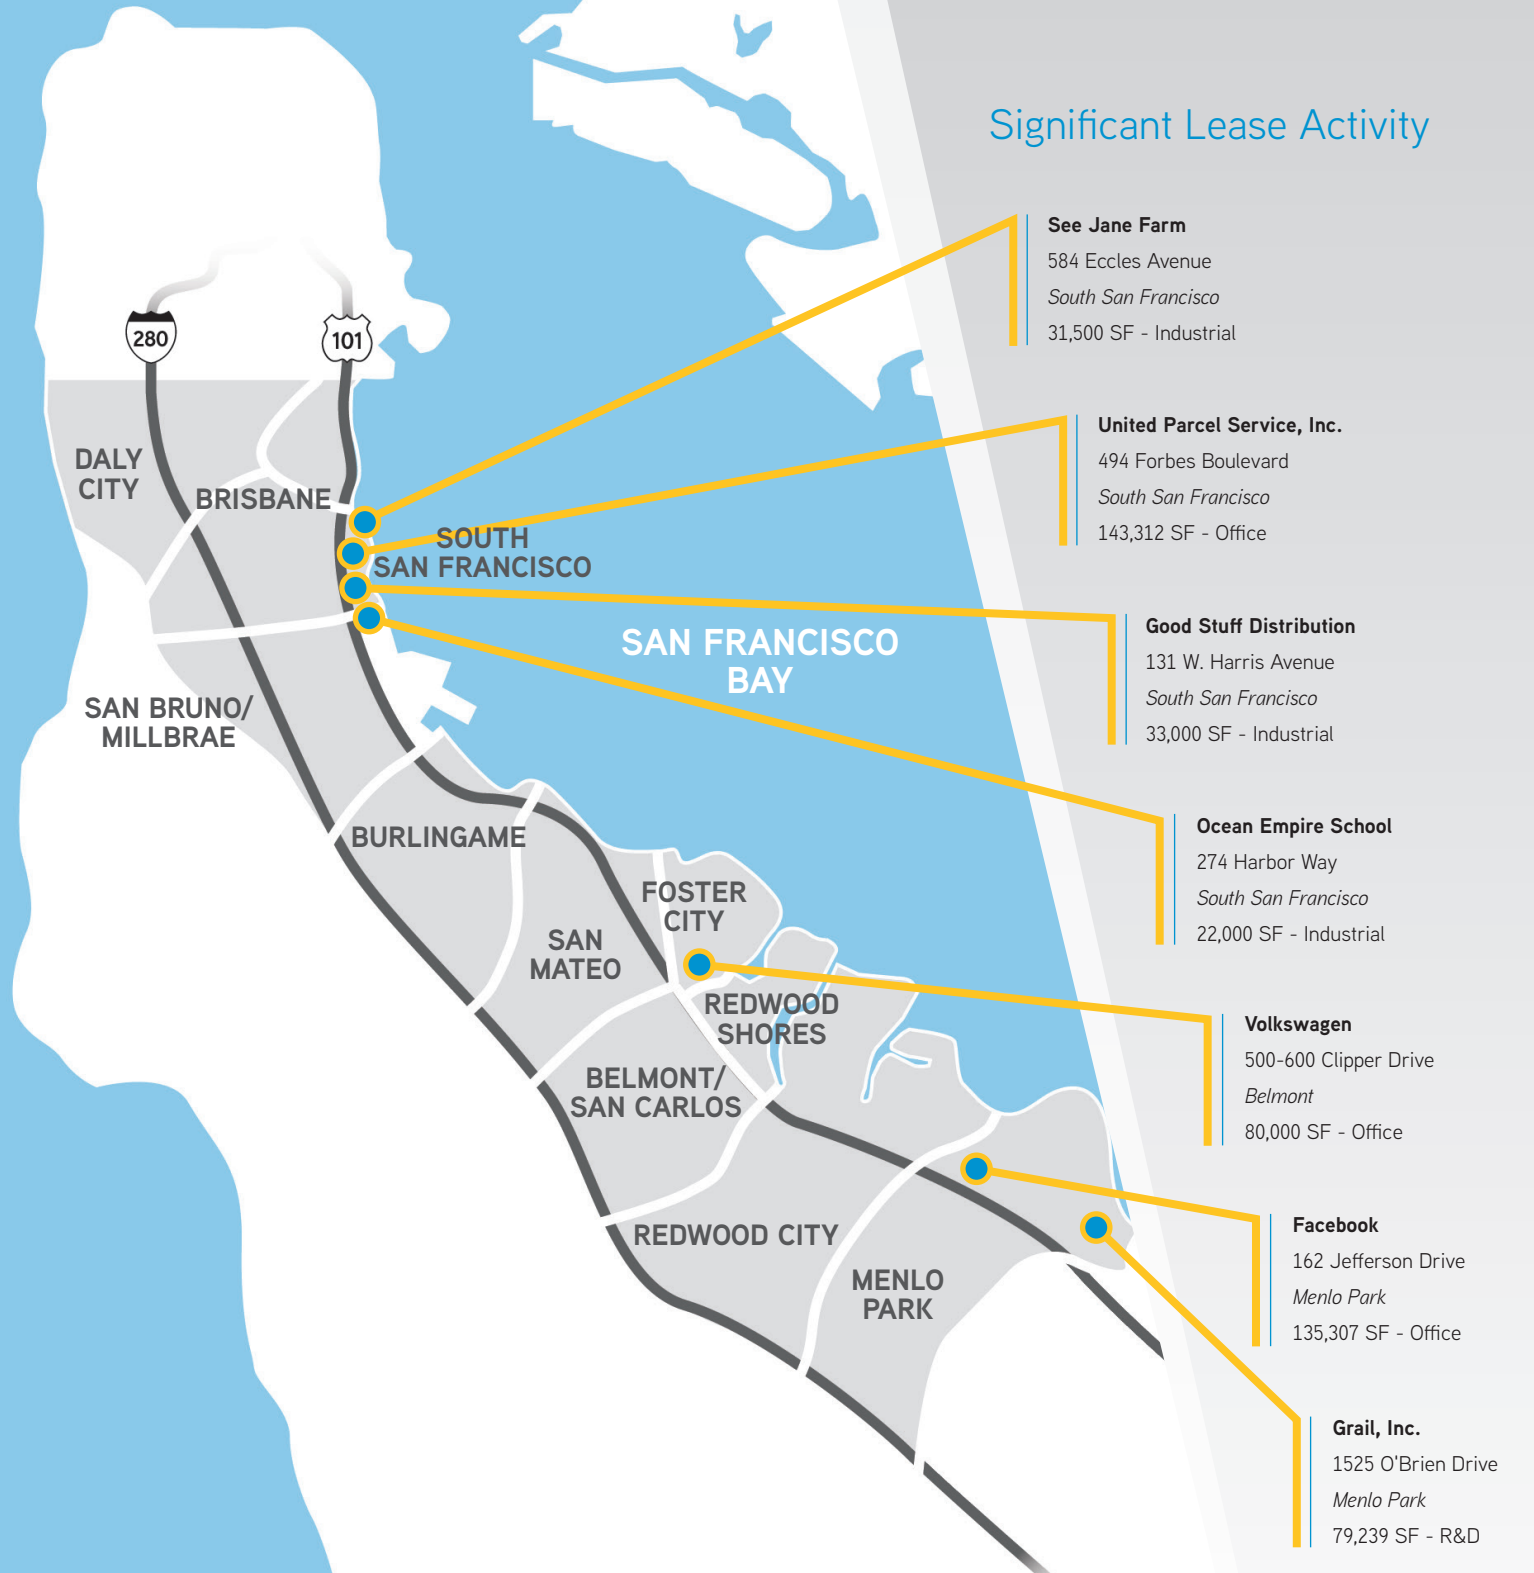 Significant Lease Activity
See Jane Farm
584 Eccles Avenue
South San Francisco
31,500 SF - Industrial
280
101
United Parcel Service, Inc.
494 Forbes Boulevard
South San Francisco
143,312 SF - Office
DALY
CITY
BRISBANE
SOUTH
SAN FRANCISCO
SAN FRANCISCO
BAY
Good Stuff Distribution
131 W. Harris Avenue
South San Francisco
33,000 SF - Industrial
SAN BRUNO/
MILLBRAE
BURLINGAME
Ocean Empire School
274 Harbor Way
South San Francisco
22,000 SF - Industrial
FOSTER
CITY
SAN
MATEO
REDWOOD
SHORES
Volkswagen
500-600 Clipper Drive
Belmont
80,000 SF - Office
BELMONT/
SAN CARLOS
REDWOOD CITY
MENLO
PARK
Facebook
162 Jefferson Drive
Menlo Park
135,307 SF - Office
Grail, Inc.
1525 O'Brien Drive
Menlo Park
79,239 SF - R&D